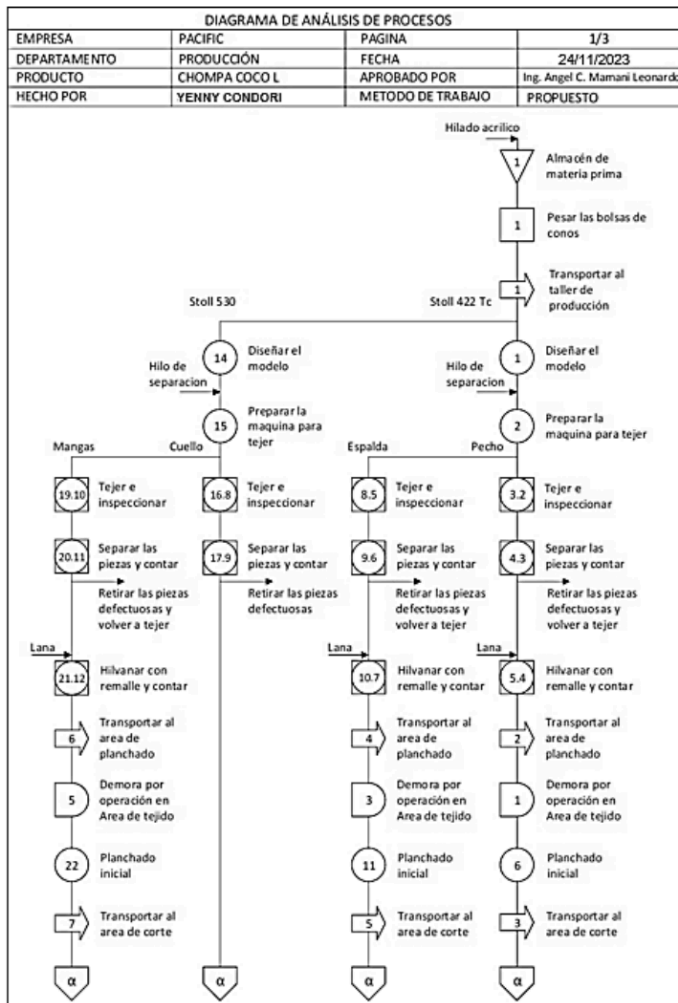 DIAGRAMA DE ANÁLISIS DE PROCESOS
EMPRESA PACIFIC PAGINA 1/3
DEPARTAMENTO PRODUCCIÓN FECHA 24/11/2023
PRODUCTO CHOMPA COCO L APROBADO POR Ing. Angel C. Mamani Leonardo
HECHO POR YENNY CONDORI METODO DE TRABAJO PROPUESTO
Hilado acrilico
1 Almacén de
materia prima
1 Pesar las bolsas de
conos
1 Transportar al
taller de
producción
Stoll 530 Stoll 422 Tc
14 Diseñar el
modelo
1 Diseñar el
modelo
Hilo de
separacion
Hilo de
separacion
15 Preparar la
maquina para
tejer
2 Preparar la
maquina para tejer
Mangas Cuello Espalda Pecho
19.10 Tejer e
inspeccionar
16.8 Tejer e
inspeccionar
8.5 Tejer e
inspeccionar
3.2 Tejer e
inspeccionar
20.11 Separar las
piezas y contar
17.9 Separar las
piezas y contar
9.6 Separar las
piezas y contar
4.3 Separar las
piezas y contar
Retirar las piezas
defectuosas y
volver a tejer
Retirar las piezas
defectuosas
Retirar las piezas
defectuosas y
volver a tejer
Retirar las piezas
defectuosas y
volver a tejer
Lana Lana Lana
21.12 Hilvanar con
remalle y contar
10.7 Hilvanar con
remalle y contar
5.4 Hilvanar con
remalle y contar
6 Transportar al
area de
planchado
4 Transportar al
area de
planchado
2 Transportar al
area de
planchado
5 Demora por
operación en
Area de tejido
3 Demora por
operación en
Area de tejido
1 Demora por
operación en
Area de tejido
22 Planchado
inicial
11 Planchado
inicial
6 Planchado
inicial
7 Transportar al
area de corte
5 Transportar al
area de corte
3 Transportar al
area de corte
α α α α